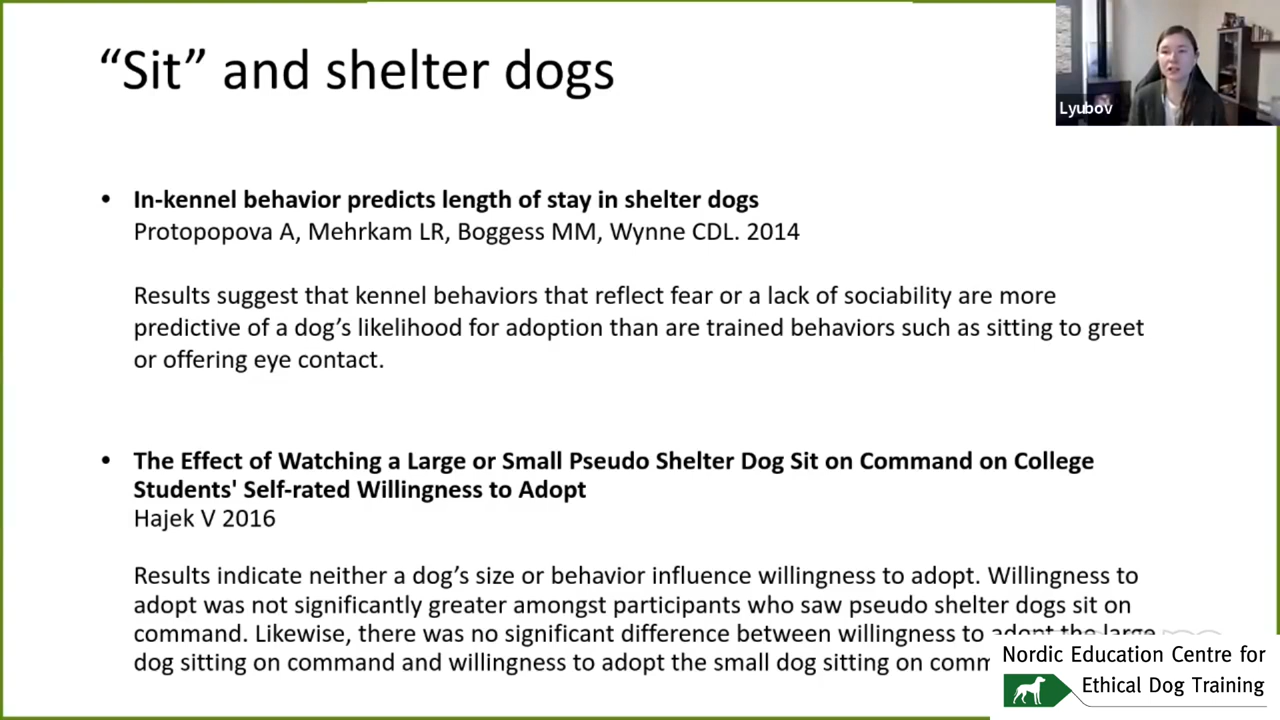 “Sit” and shelter dogs
Lyubov
• In-kennel behavior predicts length of stay in shelter dogs
Protopopova A, Mehrkam LR, Boggess MM, Wynne CDL. 2014
Results suggest that kennel behaviors that reflect fear or a lack of sociability are more
predictive of a dog’s likelihood for adoption than are trained behaviors such as sitting to greet
or offering eye contact.
• The Effect of Watching a Large or Small Pseudo Shelter Dog Sit on Command on College
Students' Self-rated Willingness to Adopt
Hajek V 2016
Results indicate neither a dog’s size or behavior influence willingness to adopt. Willingness to
adopt was not significantly greater amongst participants who saw pseudo shelter dogs sit on
command. Likewise, there was no significant difference between willingness to adopt the large
dog sitting on command and willingness to adopt the small dog sitting on comm
Nordic Education Centre for
Ethical Dog Training